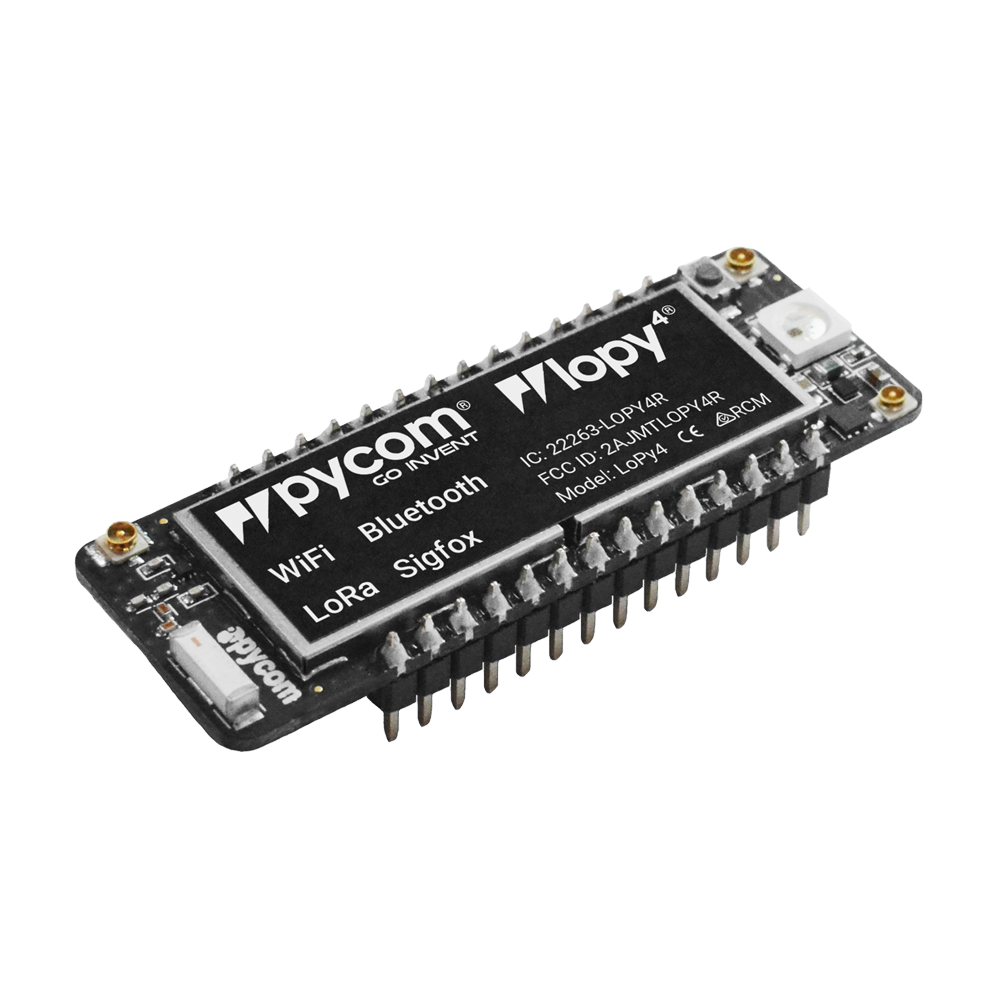 pycom®
GO INVENT
lopy4®
WiFi Bluetooth
LoRa Sigfox
IC: 22263-LOPY4R
FCC ID: 2AJMTLOPY4R
Model: LoPy4 CE RCM
pycom